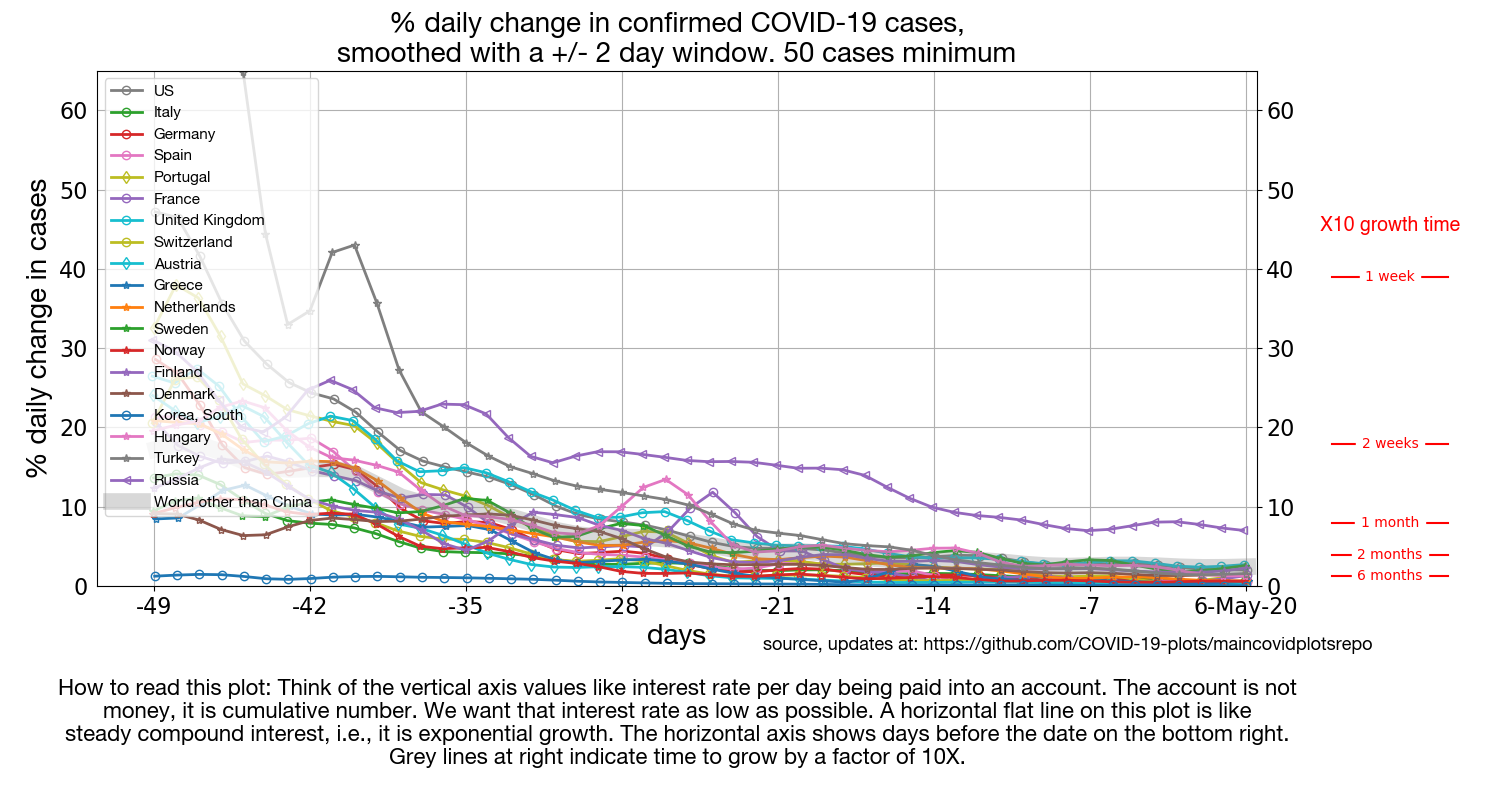 % daily change in confirmed COVID-19 cases,
smoothed with a +/- 2 day window. 50 cases minimum
% daily change in cases
60
50
40
30
20
10
0
US
Italy
Germany
Spain
Portugal
France
United Kingdom
Switzerland
Austria
Greece
Netherlands
Sweden
Norway
Finland
Denmark
Korea, South
Hungary
Turkey
Russia
World other than China
60
50
40
30
20
10
0
X10 growth time
1 week
2 weeks
1 month
2 months
6 months
-49 -42 -35 -28 -21 -14 -7 6-May-20
days
source, updates at: https://github.com/COVID-19-plots/maincovidplotsrepo
How to read this plot: Think of the vertical axis values like interest rate per day being paid into an account. The account is not
money, it is cumulative number. We want that interest rate as low as possible. A horizontal flat line on this plot is like
steady compound interest, i.e., it is exponential growth. The horizontal axis shows days before the date on the bottom right.
Grey lines at right indicate time to grow by a factor of 10X.